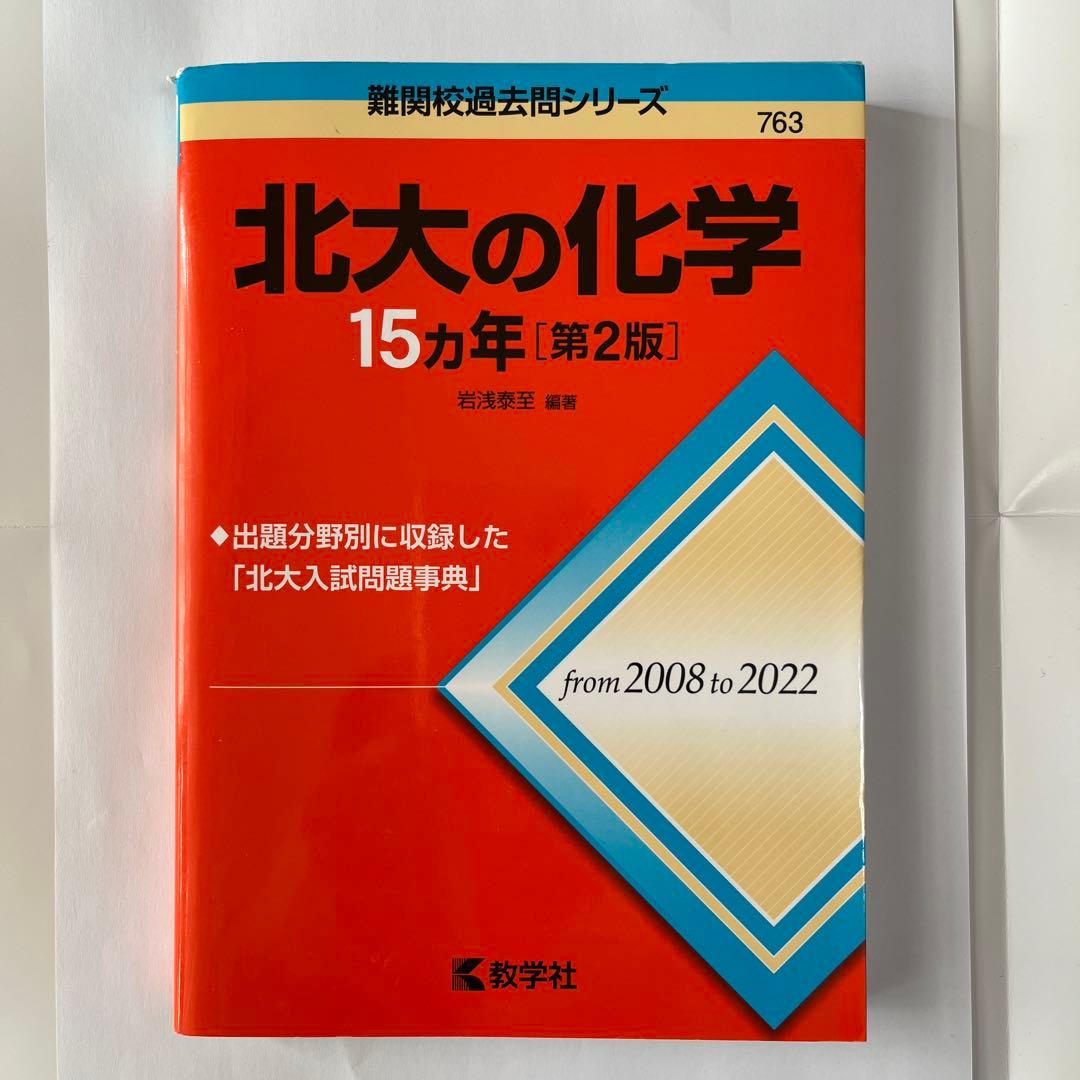 難関校過去問シリーズ
763
北大の化学
15カ年[第2版]
岩浅泰至 編著
◆出題分野別に収録した
「北大入試問題事典」
from 2008 to 2022
教学社